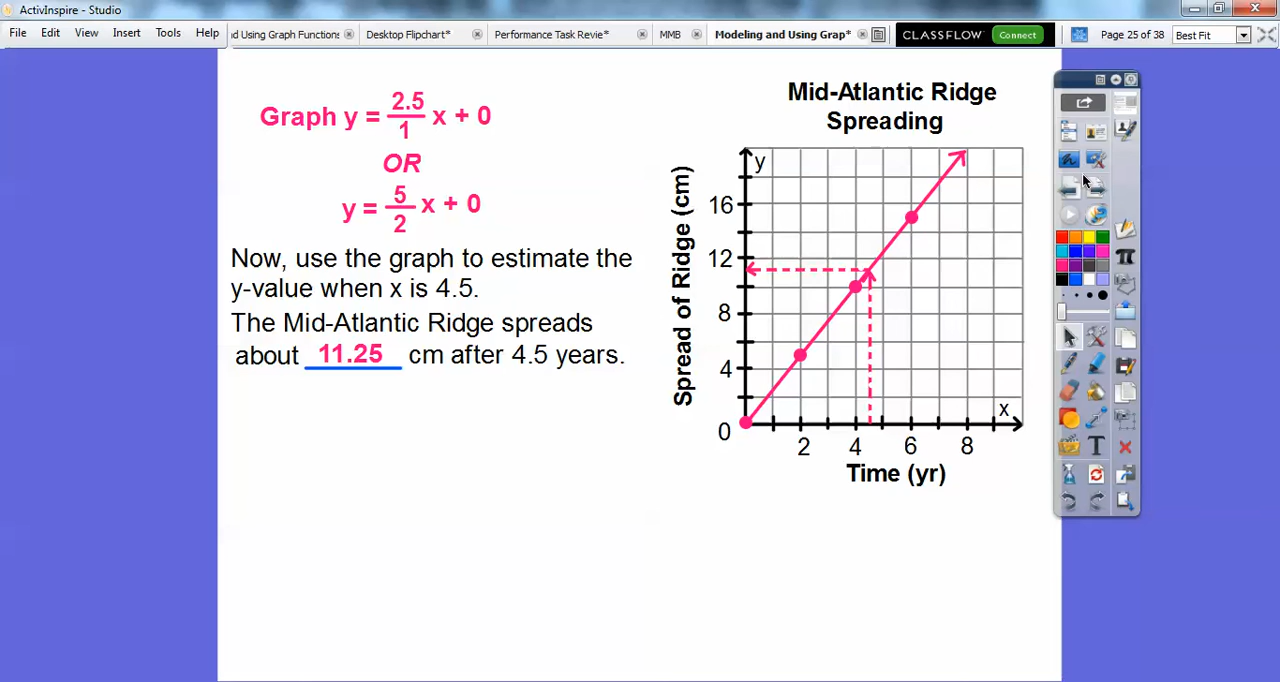 ActivInspire - Studio
File Edit View Insert Tools Help
d Using Graph Functions Desktop Flipchart* Performance Task Revie* MMB Modeling and Using Grap* CLASSFLOW Connect Page 25 of 38 Best Fit
Graph y = 2.5/1 x + 0
OR
y = 5/2 x + 0
Now, use the graph to estimate the
y-value when x is 4.5.
The Mid-Atlantic Ridge spreads
about 11.25 cm after 4.5 years.
Mid-Atlantic Ridge
Spreading
Spread of Ridge (cm)
y
16
12
8
4
0
x
2 4 6 8
Time (yr)
π
T